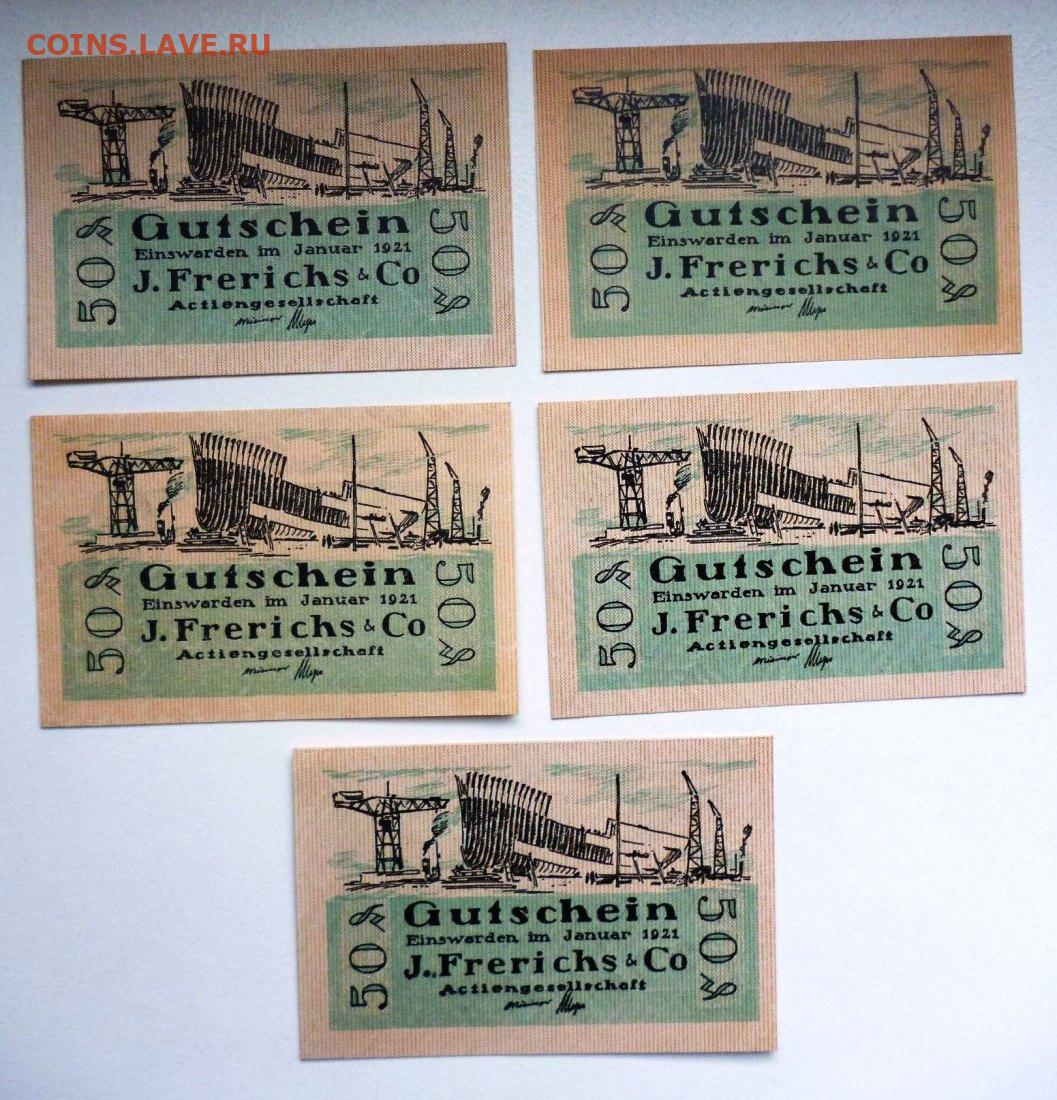 COINS.LAVE.RU
50 ₰
Gutschein
Einswarden im Januar 1921
J. Frerichs & Co
Actiengesellschaft
50 ₰
50 ₰
Gutschein
Einswarden im Januar 1921
J. Frerichs & Co
Actiengesellschaft
50 ₰
50 ₰
Gutschein
Einswarden im Januar 1921
J. Frerichs & Co
Actiengesellschaft
50 ₰
50 ₰
Gutschein
Einswarden im Januar 1921
J. Frerichs & Co
Actiengesellschaft
50 ₰
50 ₰
Gutschein
Einswarden im Januar 1921
J. Frerichs & Co
Actiengesellschaft
50 ₰